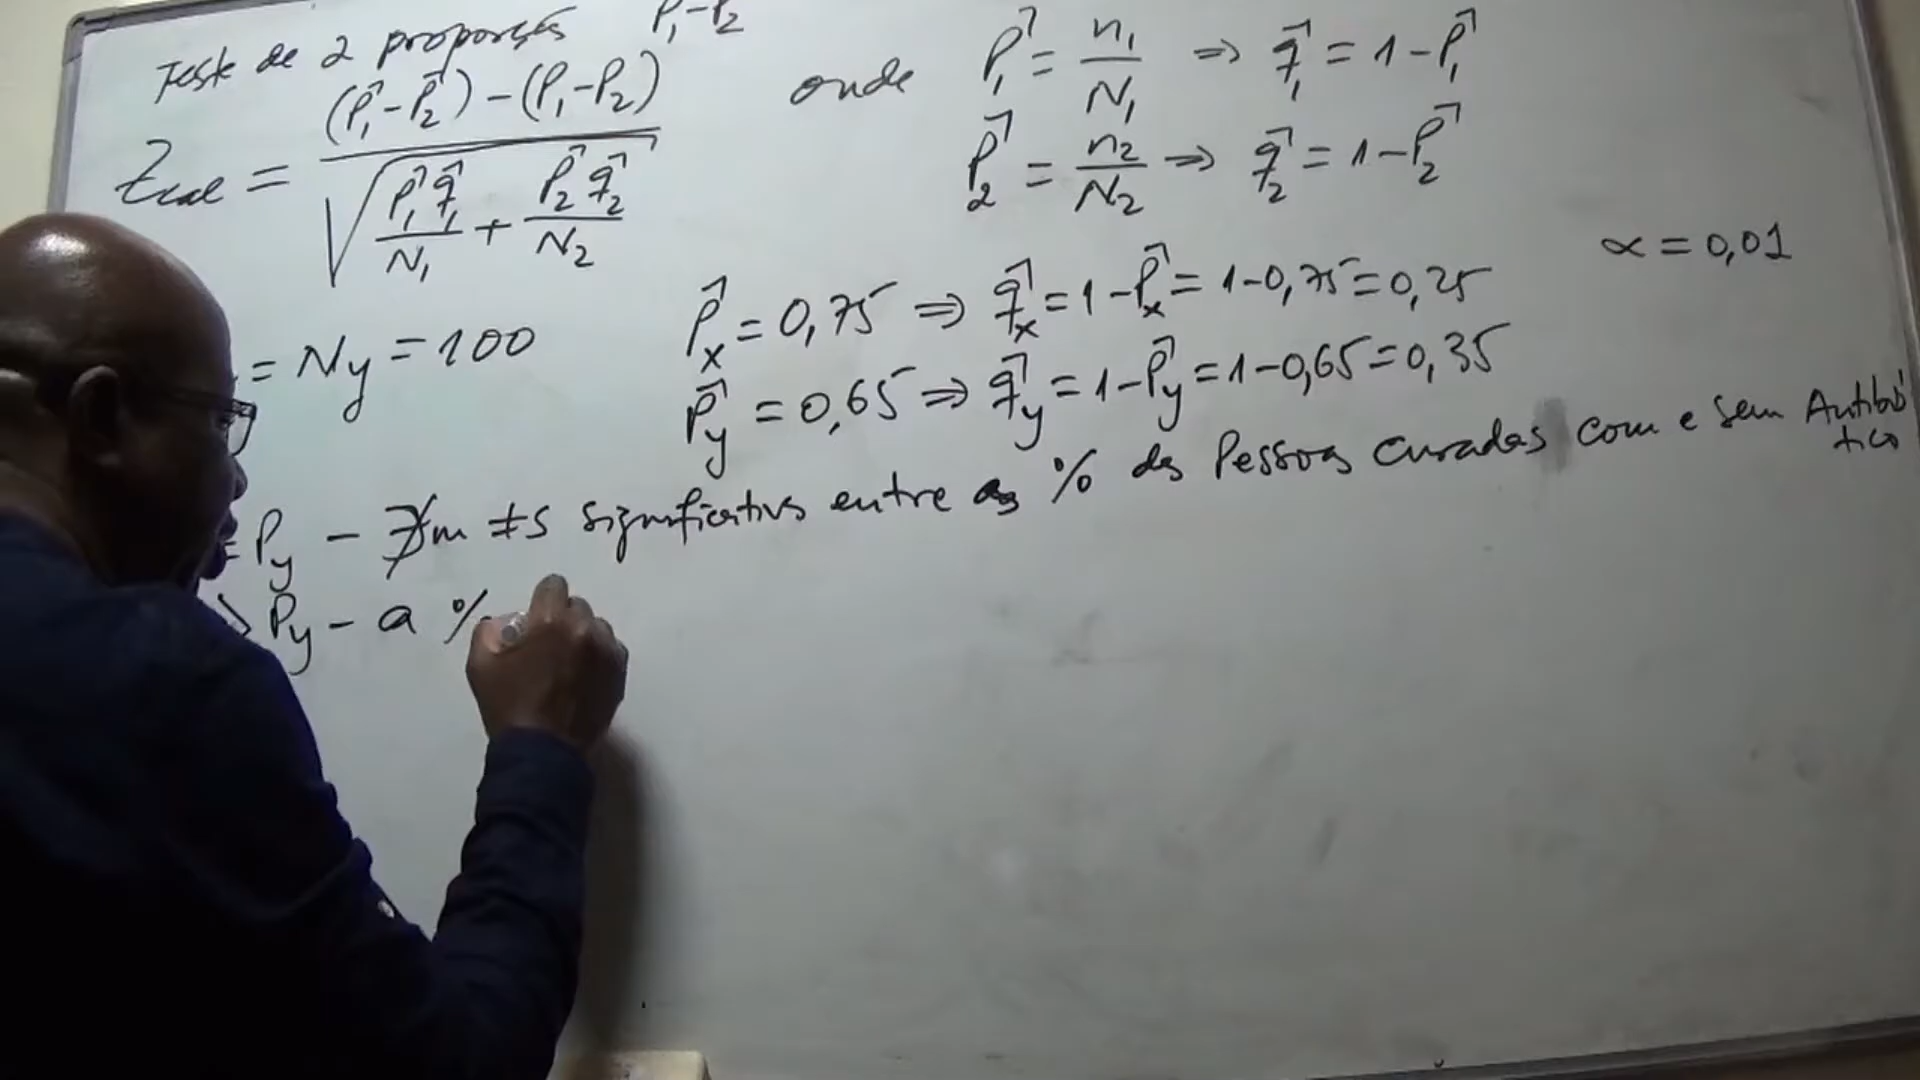 Teste de 2 proporções P₁-P₂
Zcal = (P̂₁-P̂₂)-(P₁-P₂) / √(P̂₁q̂₁/N₁ + P̂₂q̂₂/N₂)
onde P̂₁ = n₁/N₁ ⇒ q̂₁ = 1-P̂₁
P̂₂ = n₂/N₂ ⇒ q̂₂ = 1-P̂₂
α = 0,01
= Ny = 100
P̂x = 0,75 ⇒ q̂x = 1-P̂x = 1-0,75 = 0,25
P̂y = 0,65 ⇒ q̂y = 1-P̂y = 1-0,65 = 0,35
= Py - ∄m ≠s significativas entre as % das Pessoas curadas com e sem Antibiótico
> Py - a %